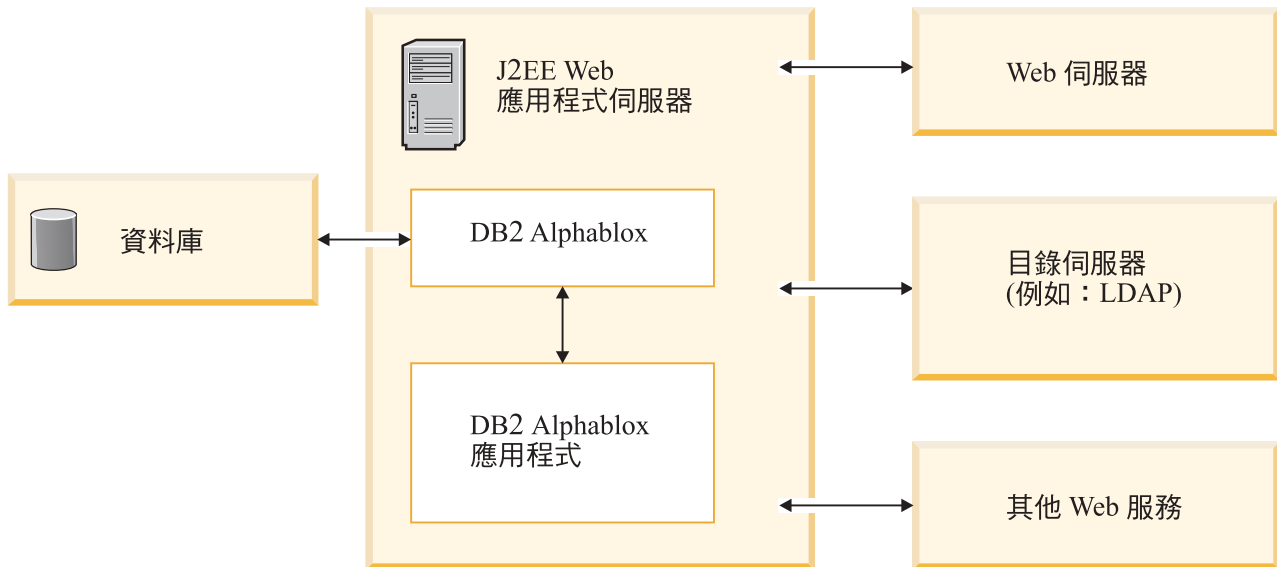 J2EE Web
應用程式伺服器
Web 伺服器
資料庫
DB2 Alphablox
目錄伺服器
(例如：LDAP)
DB2 Alphablox
應用程式
其他 Web 服務